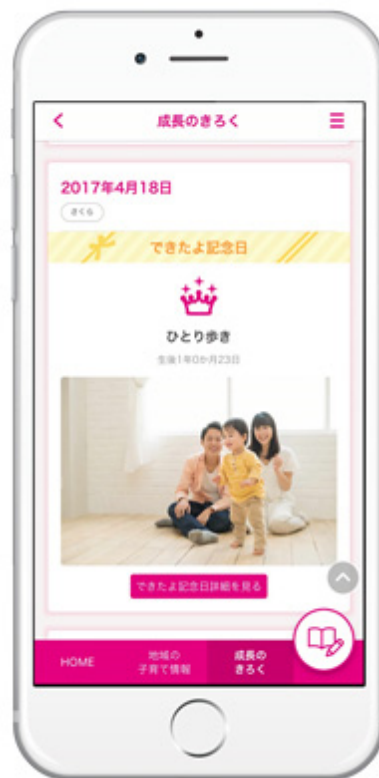 成長のきろく
2017年4月18日
さくら
できたよ記念日
ひとり歩き
生後1年0か月23日
できたよ記念日詳細を見る
HOME
地域の
子育て情報
成長の
きろく